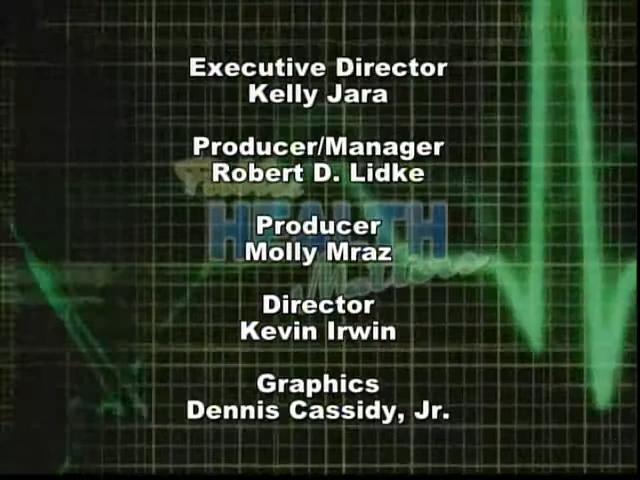 Executive Director
Kelly Jara
Producer/Manager
Robert D. Lidke
Producer
Molly Mraz
Director
Kevin Irwin
Graphics
Dennis Cassidy, Jr.
HEALTH
Matters